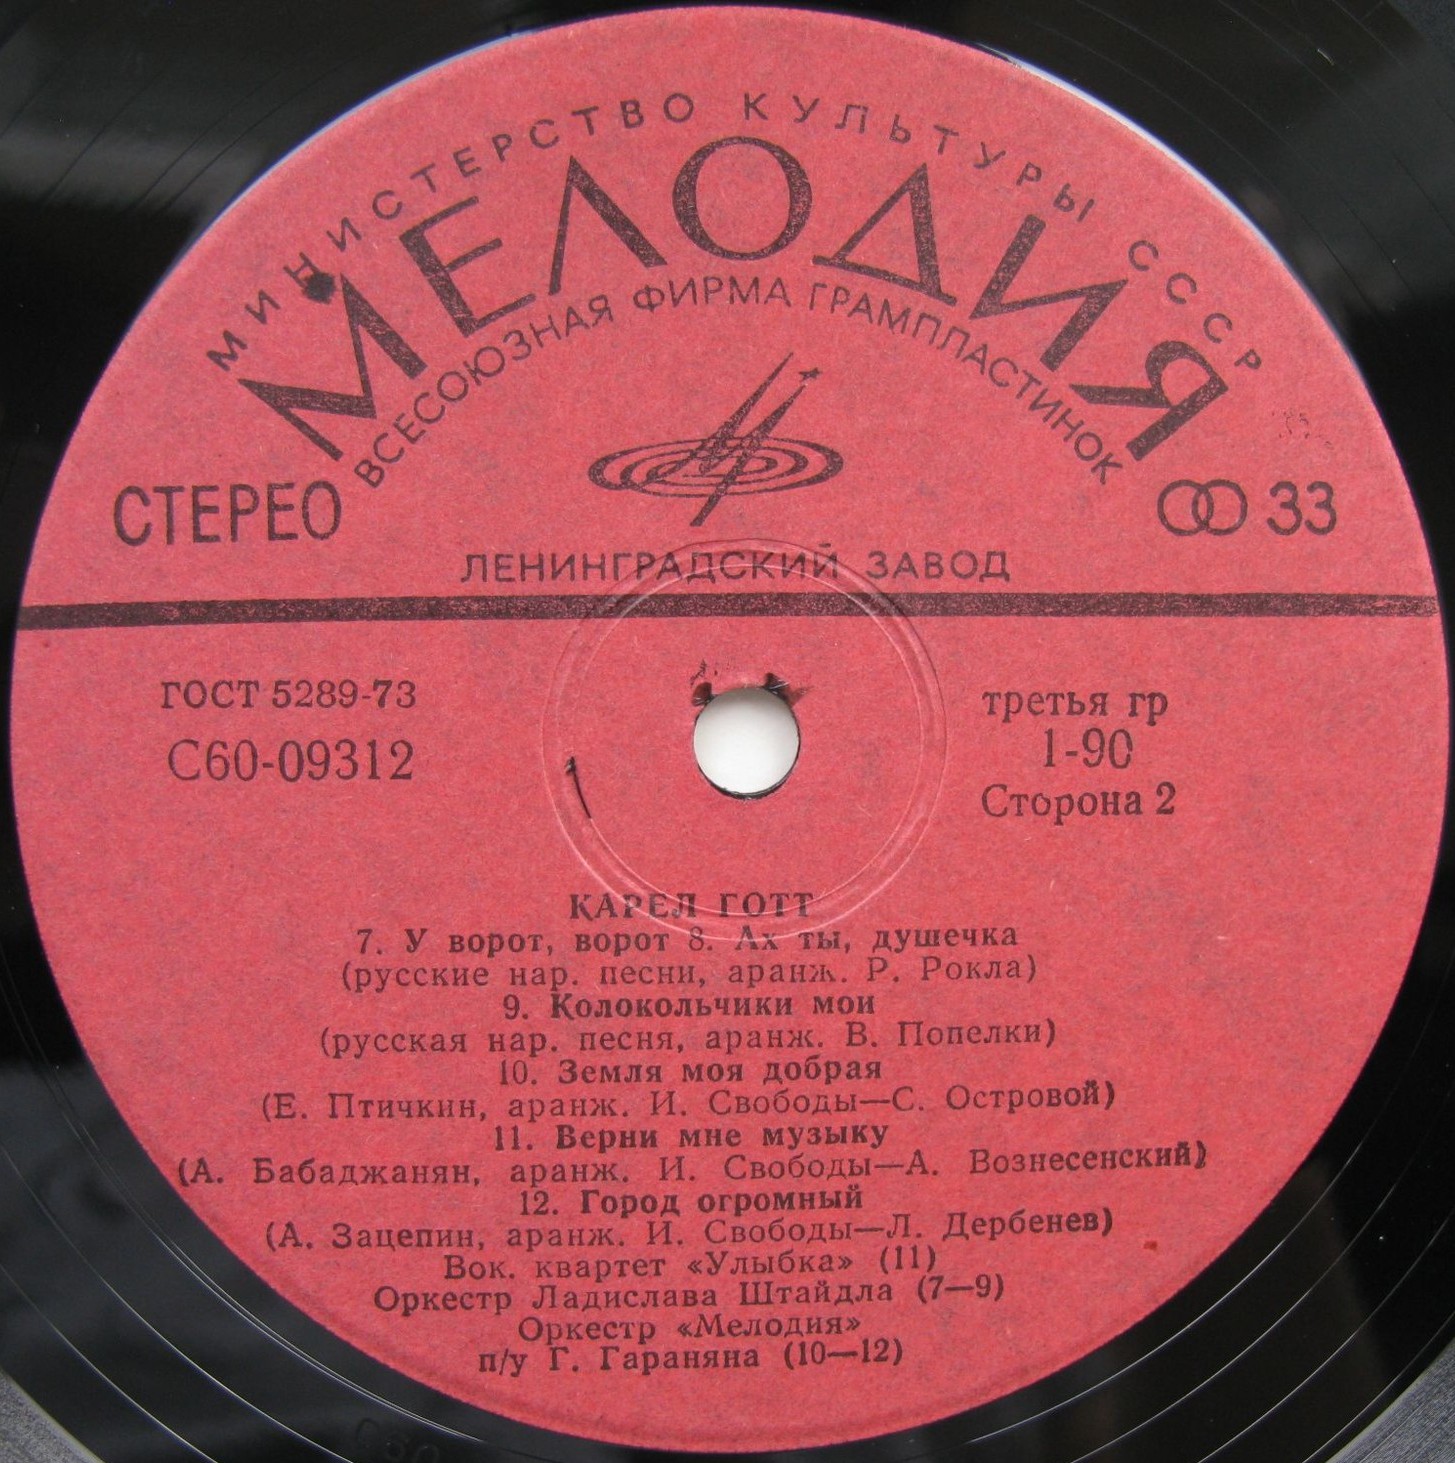 МИНИСТЕРСТВО КУЛЬТУРЫ СССР
МЕЛОДИЯ
ВСЕСОЮЗНАЯ ФИРМА ГРАМПЛАСТИНОК
СТЕРЕО
33
ЛЕНИНГРАДСКИЙ ЗАВОД
ГОСТ 5289-73
С60-09312
третья гр
1-90
Сторона 2
КАРЕЛ ГОТТ
7. У ворот, ворот 8. Ах ты, душечка
(русские нар. песни, аранж. Р. Рокла)
9. Колокольчики мои
(русская нар. песня, аранж. В. Попелки)
10. Земля моя добрая
(Е. Птичкин, аранж. И. Свободы—С. Островой)
11. Верни мне музыку
(А. Бабаджанян, аранж. И. Свободы—А. Вознесенский)
12. Город огромный
(А. Зацепин, аранж. И. Свободы—Л. Дербенев)
Вок. квартет «Улыбка» (11)
Оркестр Ладислава Штайдла (7—9)
Оркестр «Мелодия»
п/у Г. Гараняна (10—12)